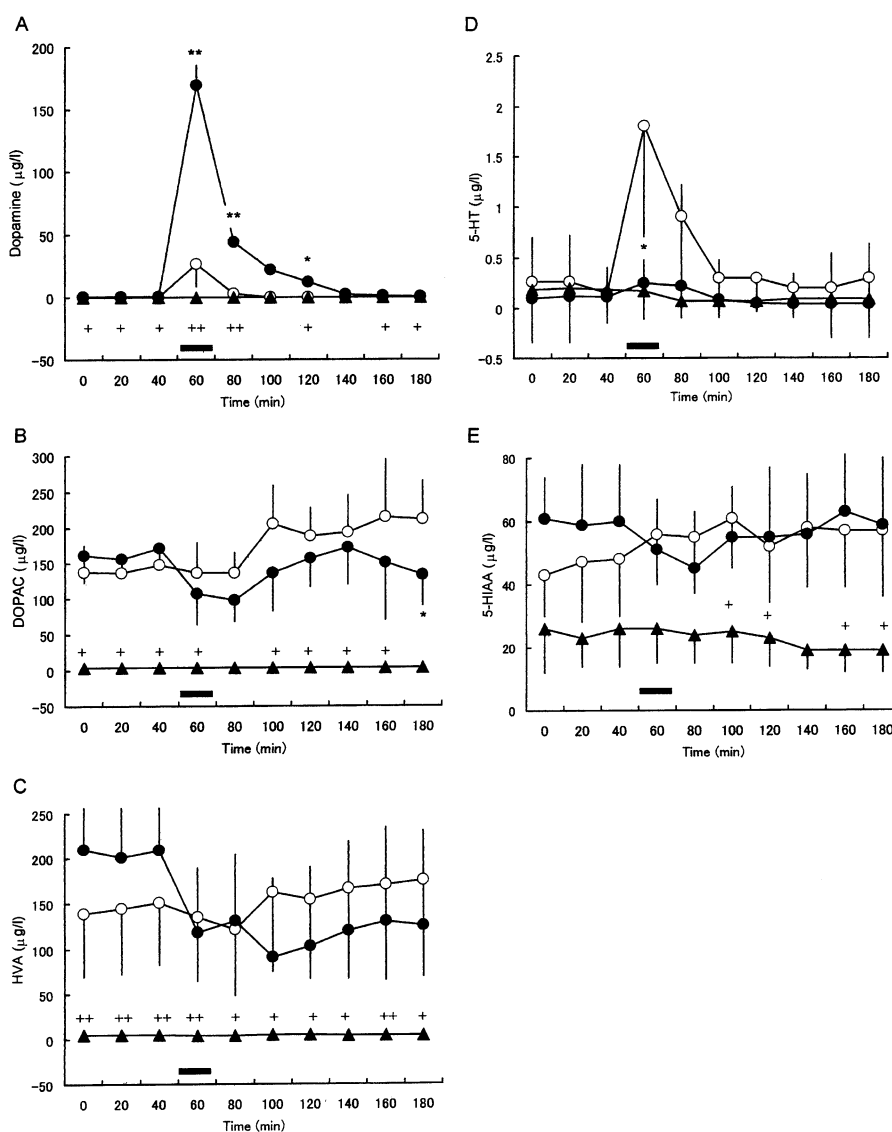 A
Dopamine (μg/l)
200
150
100
50
0
−50
**
**
*
+ + + ++ ++ + + +
0 20 40 60 80 100 120 140 160 180
Time (min)
B
DOPAC (μg/l)
300
250
200
150
100
50
0
−50
*
+ + + + + + + +
0 20 40 60 80 100 120 140 160 180
Time (min)
C
HVA (μg/l)
250
200
150
100
50
0
−50
++ ++ ++ ++ + + + + ++ +
0 20 40 60 80 100 120 140 160 180
Time (min)
D
5-HT (μg/l)
2.5
2
1.5
1
0.5
0
−0.5
*
0 20 40 60 80 100 120 140 160 180
Time (min)
E
5-HIAA (μg/l)
80
60
40
20
0
+ + + +
0 20 40 60 80 100 120 140 160 180
Time (min)